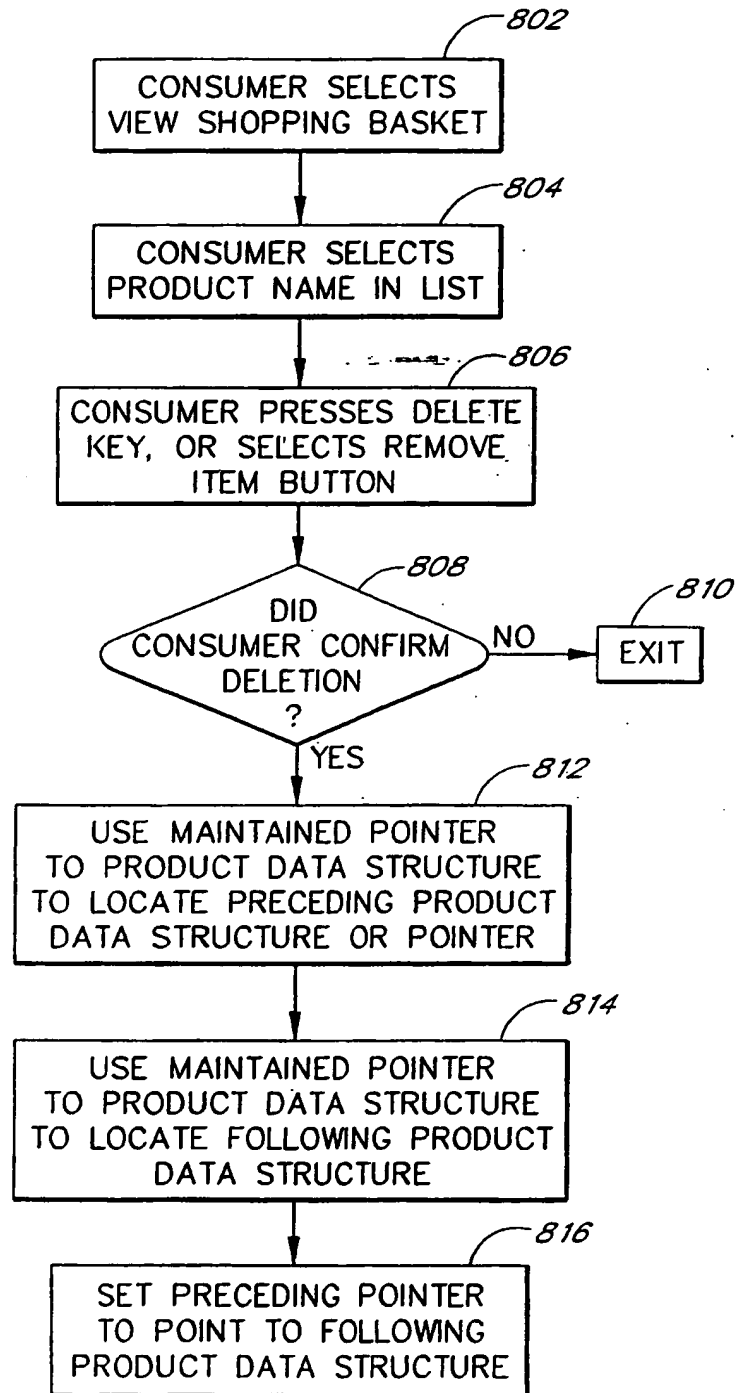 802
CONSUMER SELECTS
VIEW SHOPPING BASKET
804
CONSUMER SELECTS
PRODUCT NAME IN LIST
806
CONSUMER PRESSES DELETE
KEY, OR SELECTS REMOVE
ITEM BUTTON
808
DID
CONSUMER CONFIRM
DELETION
?
NO
810
EXIT
YES
812
USE MAINTAINED POINTER
TO PRODUCT DATA STRUCTURE
TO LOCATE PRECEDING PRODUCT
DATA STRUCTURE OR POINTER
814
USE MAINTAINED POINTER
TO PRODUCT DATA STRUCTURE
TO LOCATE FOLLOWING PRODUCT
DATA STRUCTURE
816
SET PRECEDING POINTER
TO POINT TO FOLLOWING
PRODUCT DATA STRUCTURE